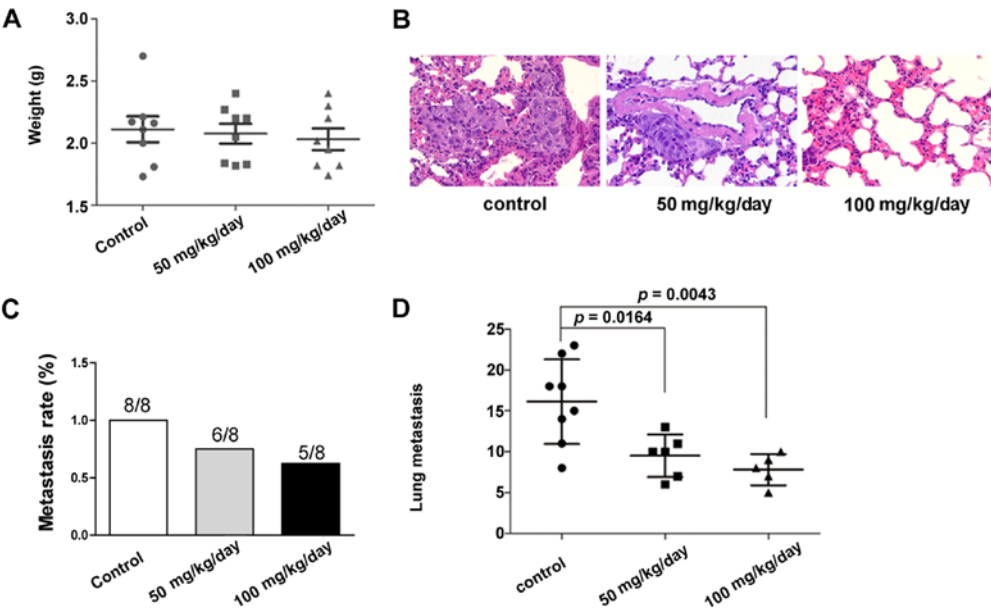 A
Weight (g)
3.0
2.5
2.0
1.5
Control
50 mg/kg/day
100 mg/kg/day
B
control
50 mg/kg/day
100 mg/kg/day
C
Metastasis rate (%)
1.5
1.0
0.5
0.0
8/8
6/8
5/8
Control
50 mg/kg/day
100 mg/kg/day
D
Lung metastasis
p = 0.0043
p = 0.0164
25
20
15
10
5
0
control
50 mg/kg/day
100 mg/kg/day